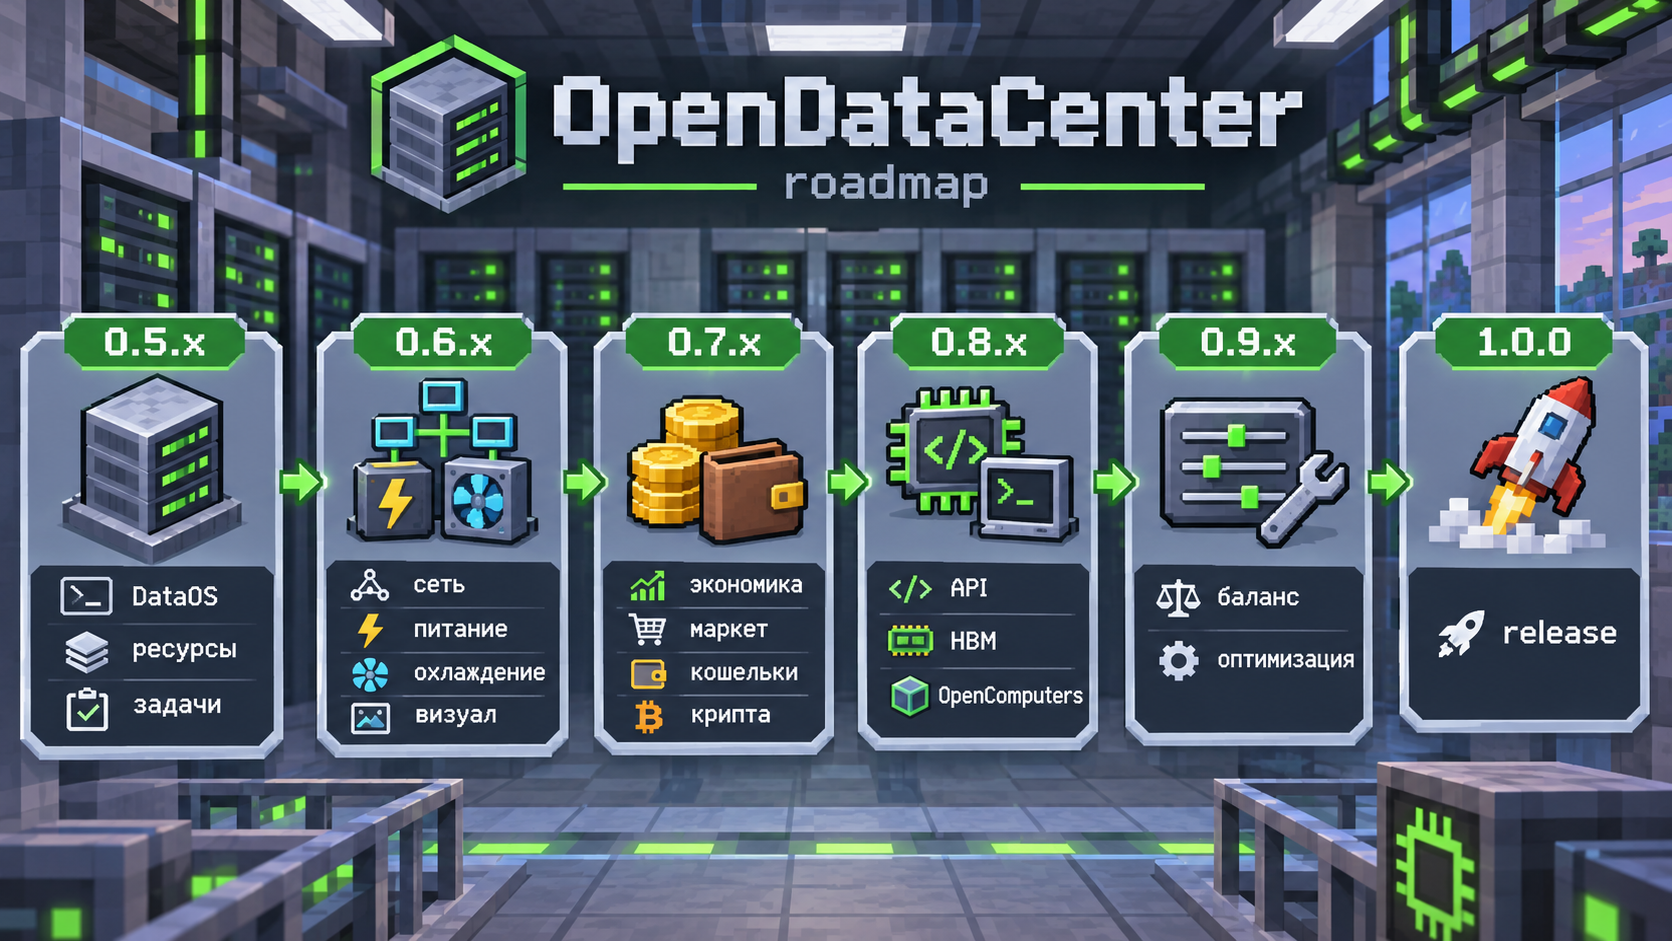 OpenDataCenter
roadmap
0.5.x
DataOS
ресурсы
задачи
0.6.x
сеть
питание
охлаждение
визуал
0.7.x
экономика
маркет
кошельки
крипта
0.8.x
</>
>_
</> API
HBM
OpenComputers
0.9.x
баланс
оптимизация
1.0.0
release